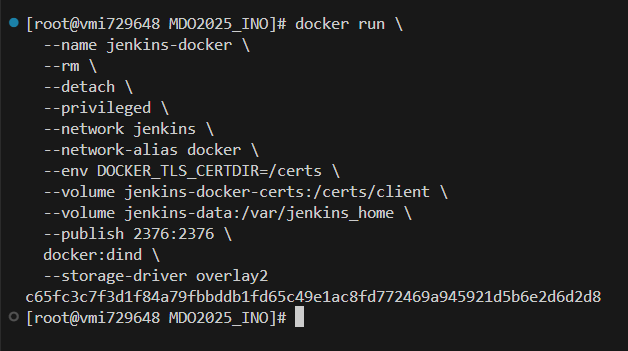 [root@vmi729648 MDO2025_INO]# docker run \
--name jenkins-docker \
--rm \
--detach \
--privileged \
--network jenkins \
--network-alias docker \
--env DOCKER_TLS_CERTDIR=/certs \
--volume jenkins-docker-certs:/certs/client \
--volume jenkins-data:/var/jenkins_home \
--publish 2376:2376 \
docker:dind \
--storage-driver overlay2
c65fc3c7f3d1f84a79fbbddb1fd65c49e1ac8fd772469a945921d5b6e2d6d2d8
[root@vmi729648 MDO2025_INO]#